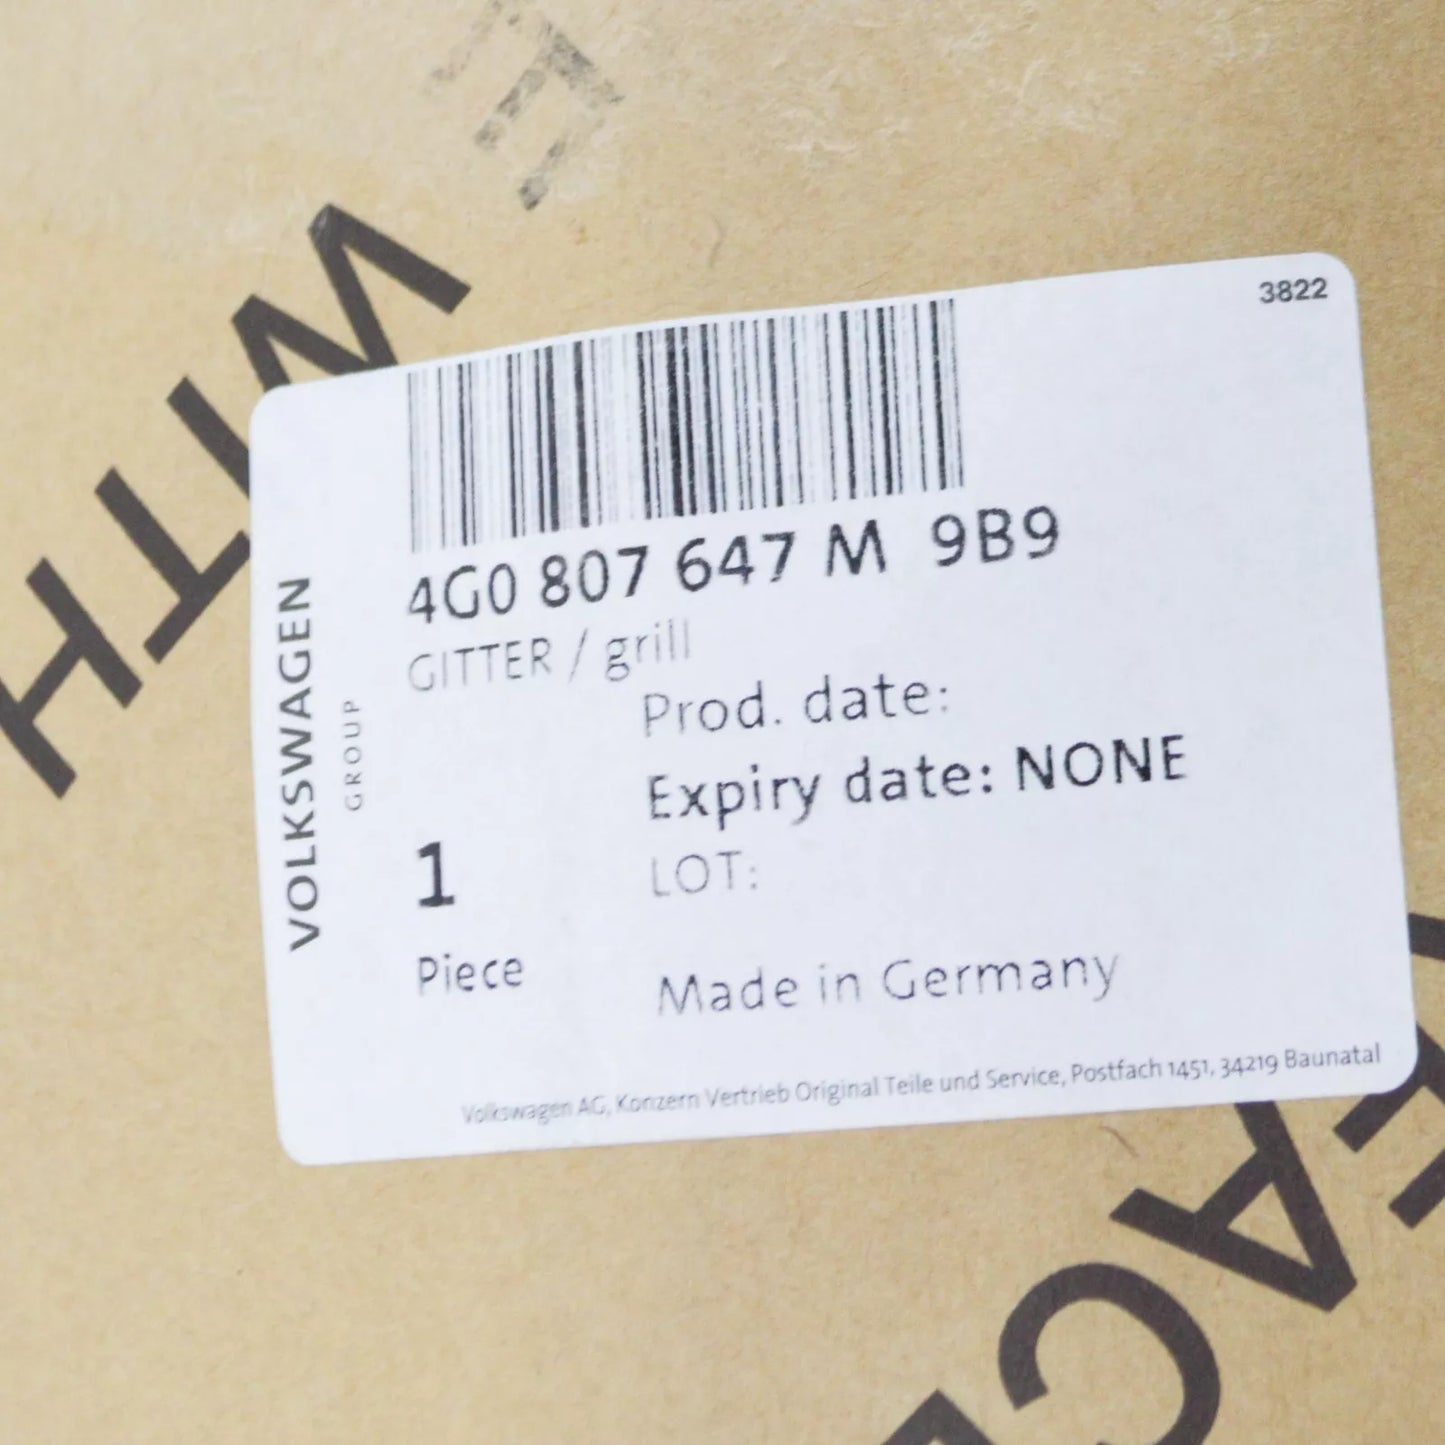 WITH
3822
4G0 807 647 M 9B9
GITTER / grill
Prod. date:
Expiry date: NONE
LOT:
1
Piece
Made in Germany
Volkswagen AG, Konzern Vertrieb Original Teile und Service, Postfach 1451, 34219 Baunatal
VOLKSWAGEN
GROUP